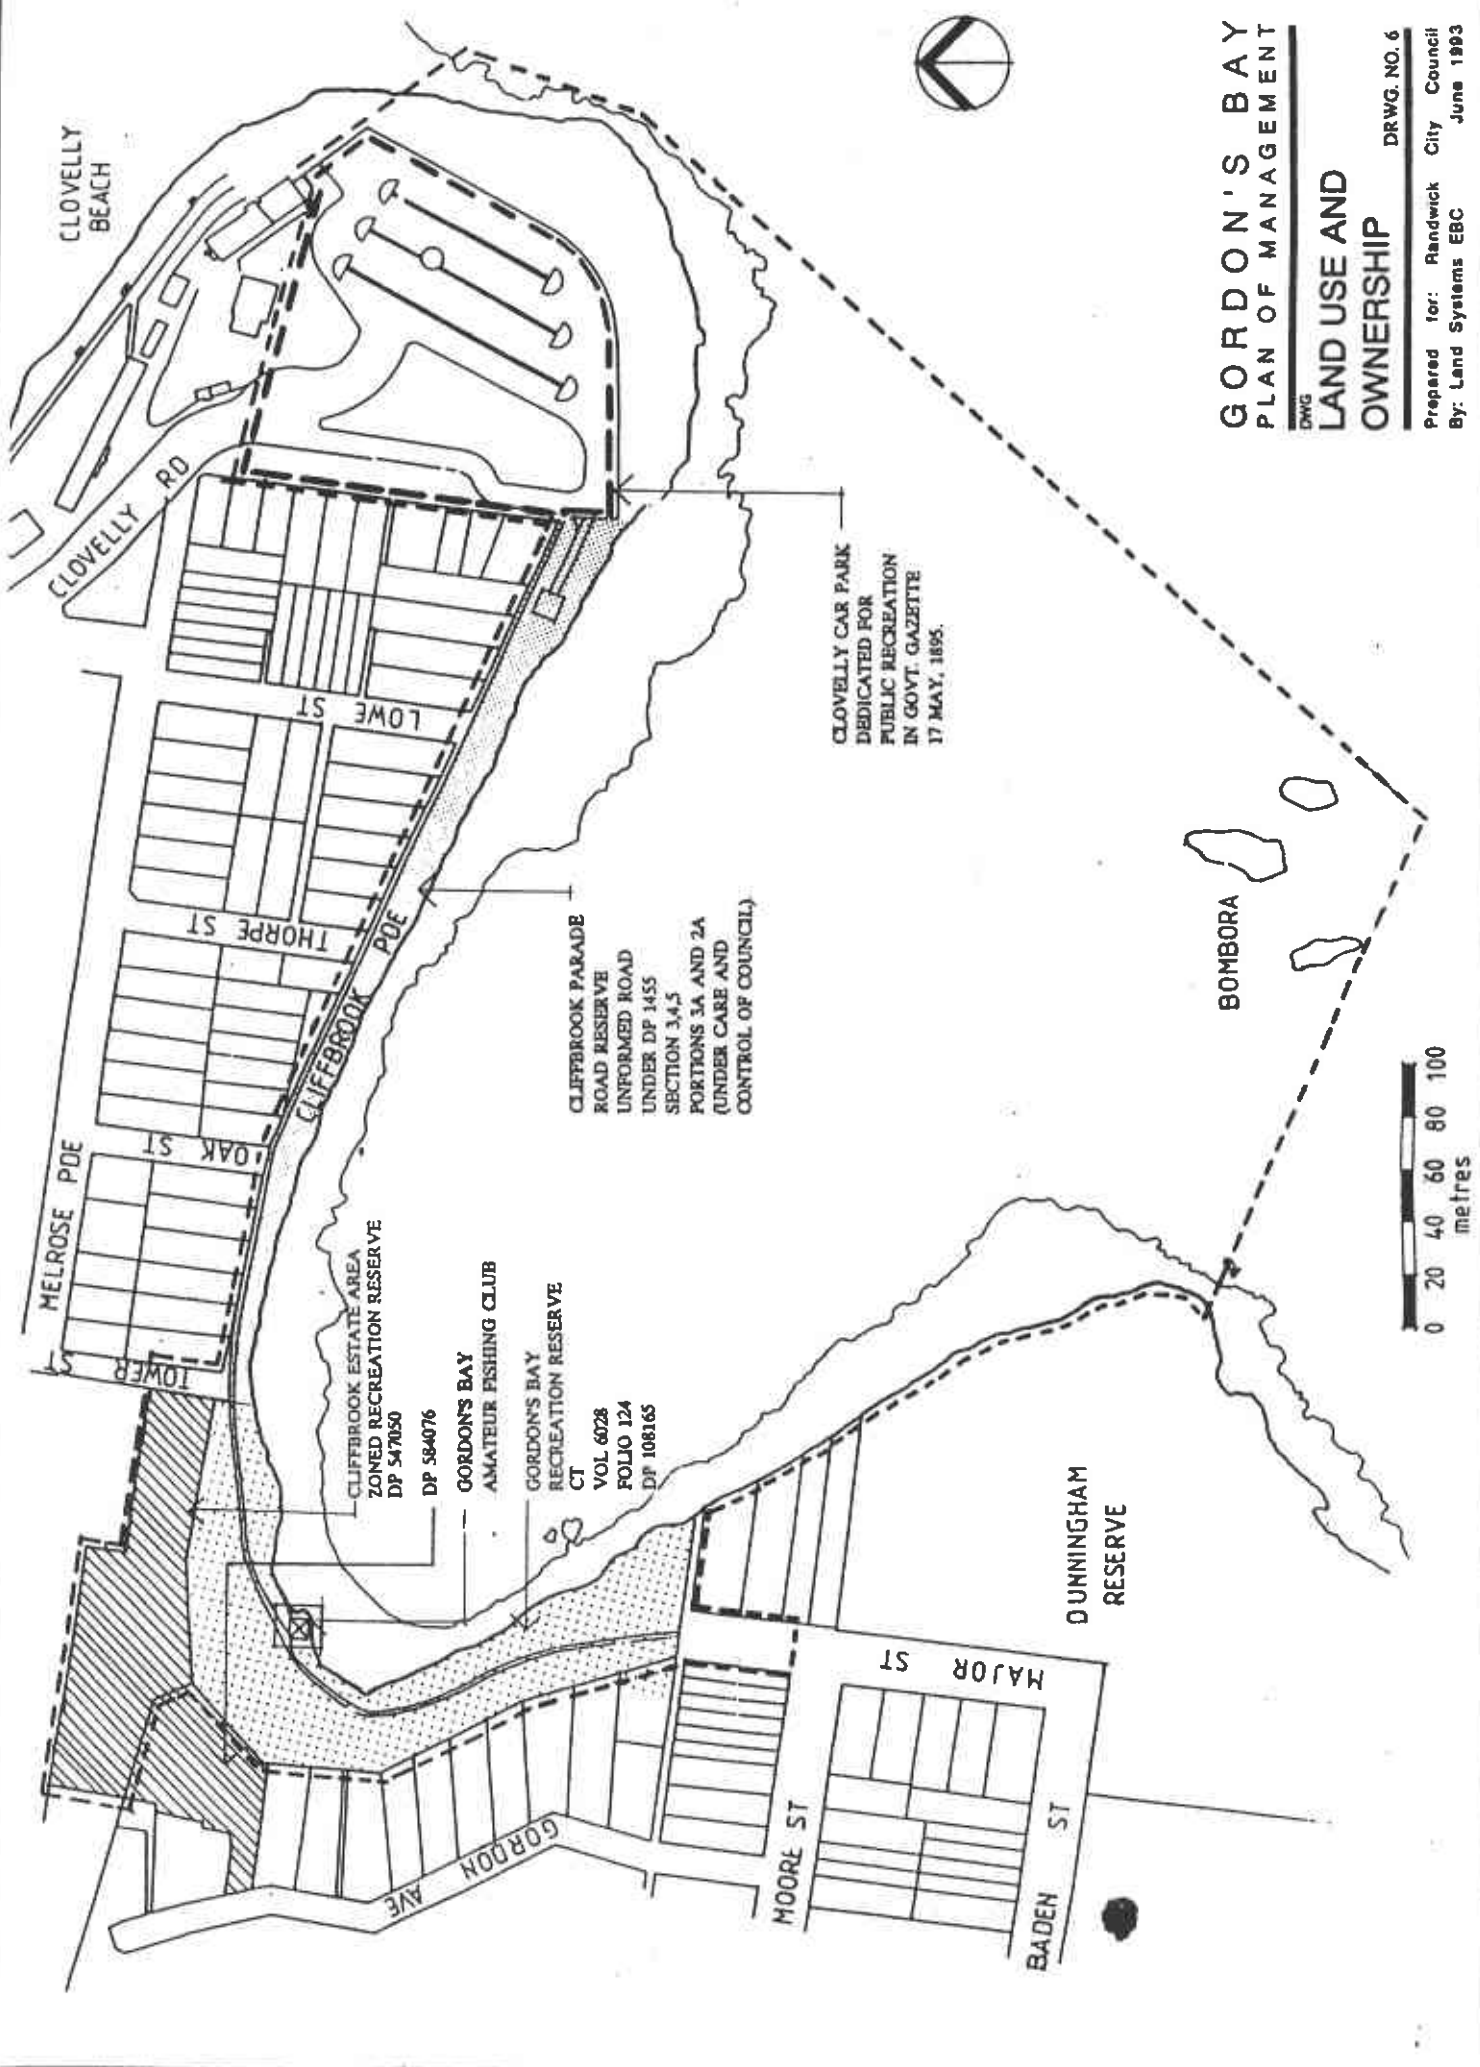 GORDON'S BAY
PLAN OF MANAGEMENT
DWG
LAND USE AND
OWNERSHIP
DRWG. NO. 6
Prepared for: Randwick City Council
By: Land Systems EBC June 1993
CLOVELLY
BEACH
CLOVELLY RD
MELROSE PDE
LOWE ST
THORPE ST
OAK ST
TOWER ST
CLIFFBROOK PDE
CLOVELLY CAR PARK
DEDICATED FOR
PUBLIC RECREATION
IN GOVT. GAZETTE
17 MAY, 1895.
CLIFFBROOK PARADE
ROAD RESERVE
UNFORMED ROAD
UNDER DP 1455
SECTION 3,4,5
PORTIONS 3A AND 2A
(UNDER CARE AND
CONTROL OF COUNCIL)
CLIFFBROOK ESTATE AREA
ZONED RECREATION RESERVE
DP 547050
DP 584076
GORDON'S BAY
AMATEUR FISHING CLUB
GORDON'S BAY
RECREATION RESERVE
CT
VOL 6028
FOLIO 124
DP 108165
BOMBORA
0 20 40 60 80 100
metres
DUNNINGHAM
RESERVE
MAJOR ST
GORDON AVE
MOORE ST
BADEN ST